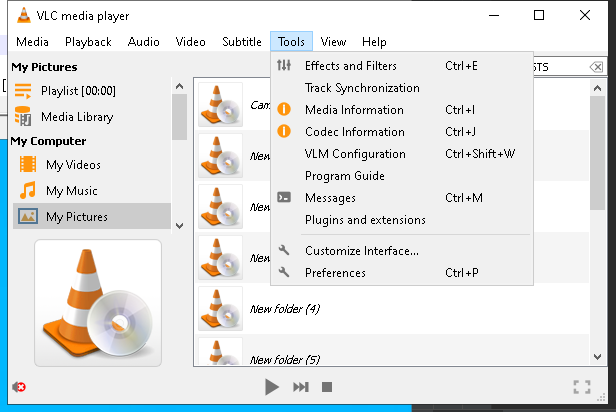 VLC media player
Media Playback Audio Video Subtitle Tools View Help
My Pictures
Playlist [00:00]
Media Library
My Computer
My Videos
My Music
My Pictures
Effects and Filters Ctrl+E
Track Synchronization
Media Information Ctrl+I
Codec Information Ctrl+J
VLM Configuration Ctrl+Shift+W
Program Guide
Messages Ctrl+M
Plugins and extensions
Customize Interface...
Preferences Ctrl+P
STS
Cam
New
New
New
New folder (4)
New folder (5)